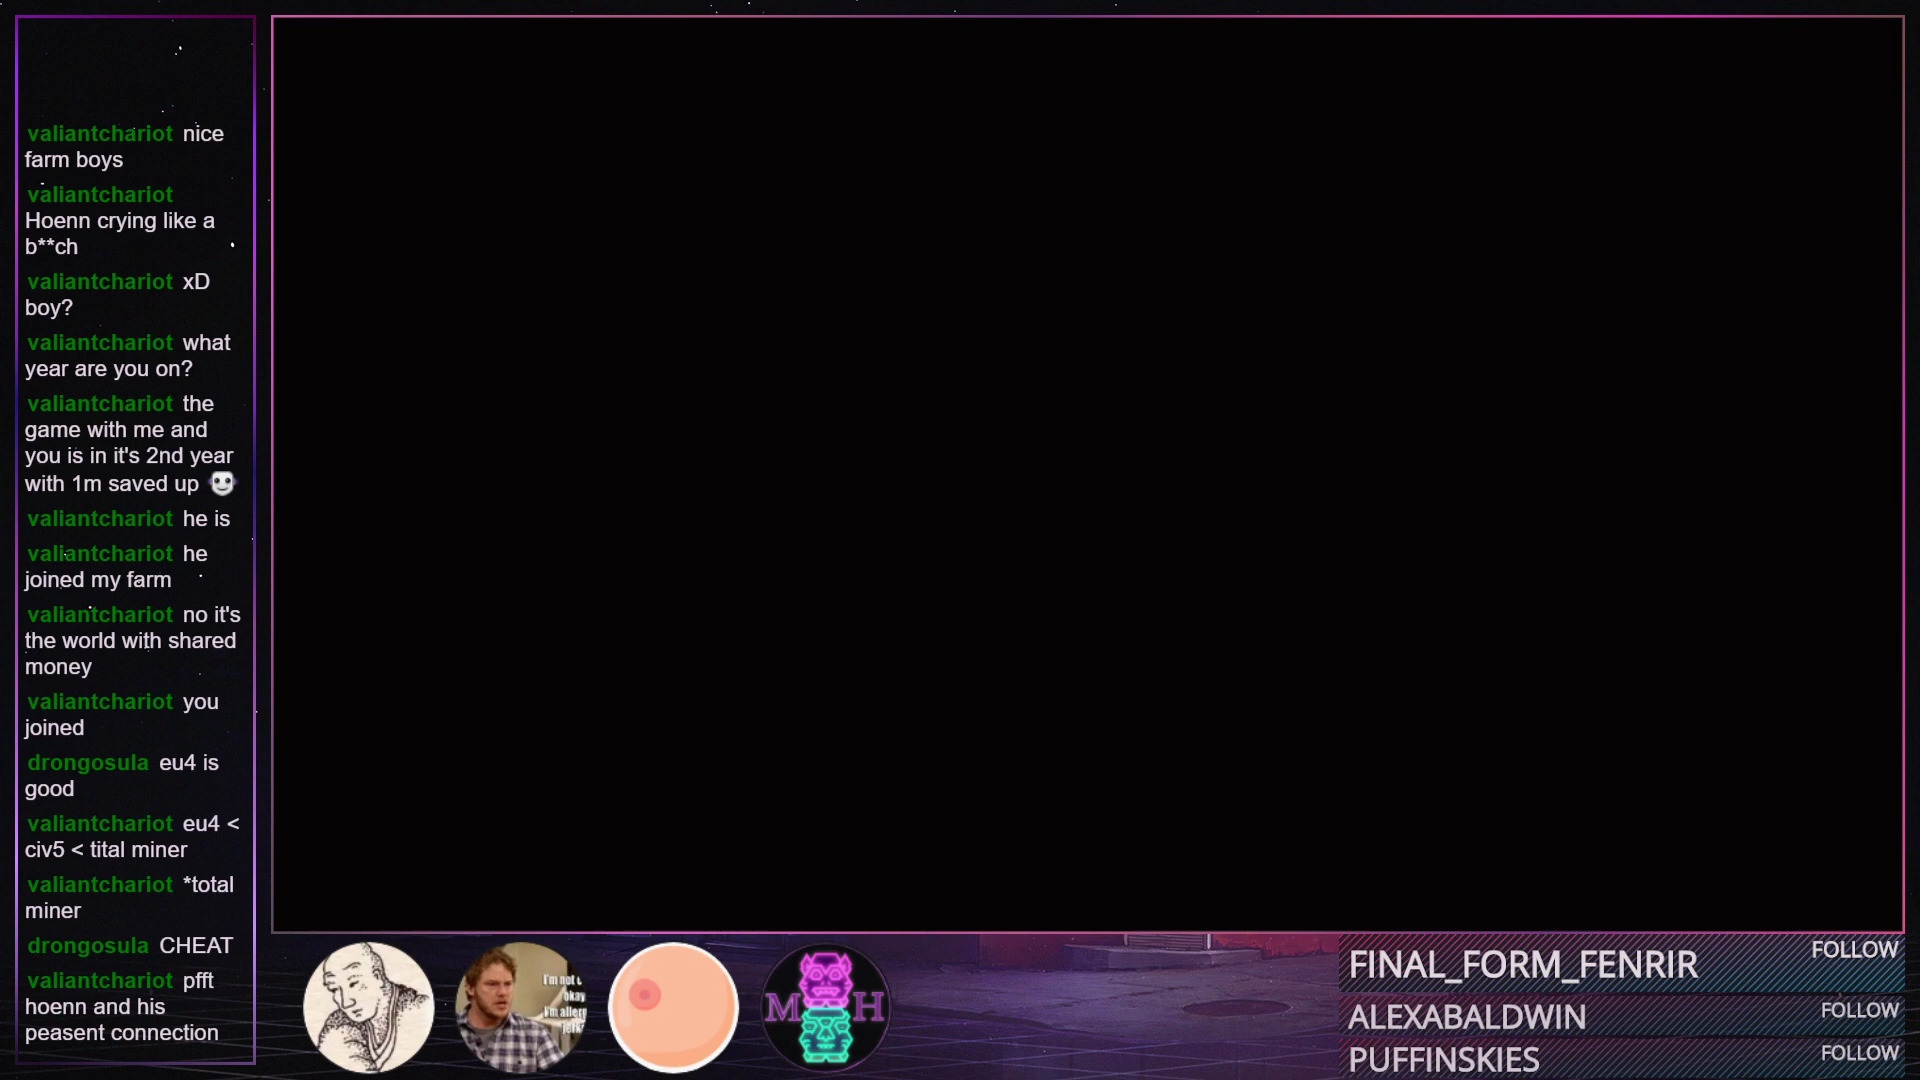 valiantchariot nice
farm boys
valiantchariot
Hoenn crying like a
b**ch
valiantchariot xD
boy?
valiantchariot what
year are you on?
valiantchariot the
game with me and
you is in it's 2nd year
with 1m saved up
valiantchariot he is
valiantchariot he
joined my farm
valiantchariot no it's
the world with shared
money
valiantchariot you
joined
drongosula eu4 is
good
valiantchariot eu4 <
civ5 < tital miner
valiantchariot *total
miner
drongosula CHEAT
valiantchariot pfft
hoenn and his
peasent connection
I'm not
okay
I'm
M H
FINAL_FORM_FENRIR FOLLOW
ALEXABALDWIN FOLLOW
PUFFINSKIES FOLLOW